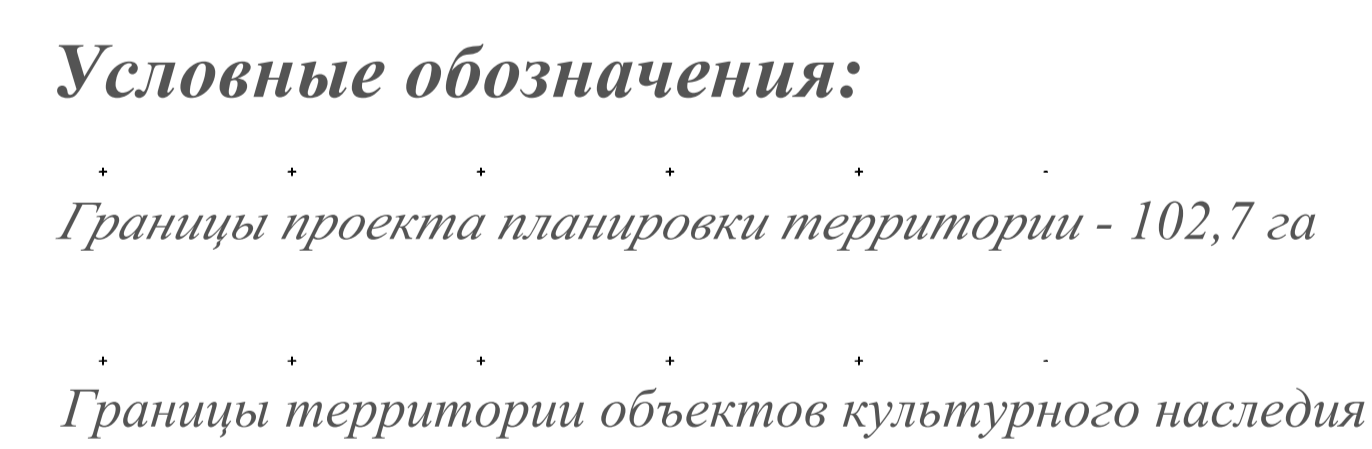 Условные обозначения:
Границы проекта планировки территории - 102,7 га
Границы территории объектов культурного наследия